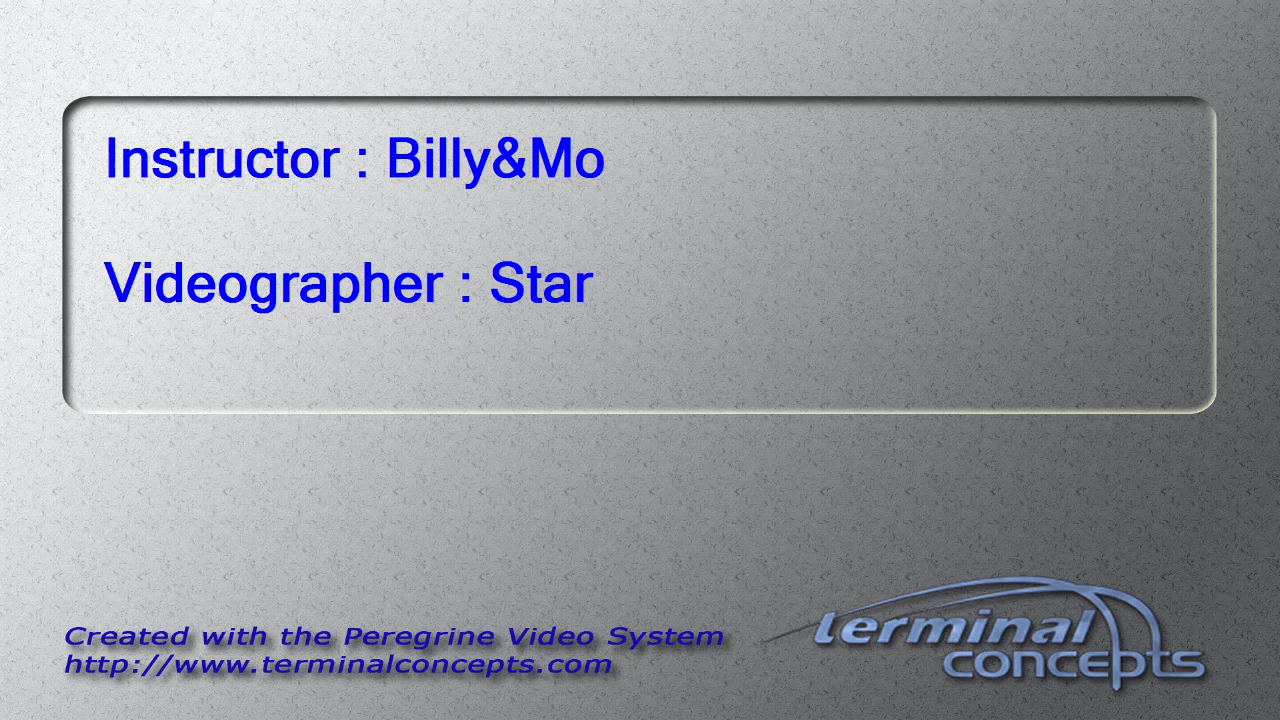 Instructor : Billy&Mo
Videographer : Star
Created with the Peregrine Video System
http://www.terminalconcepts.com
terminal
concepts